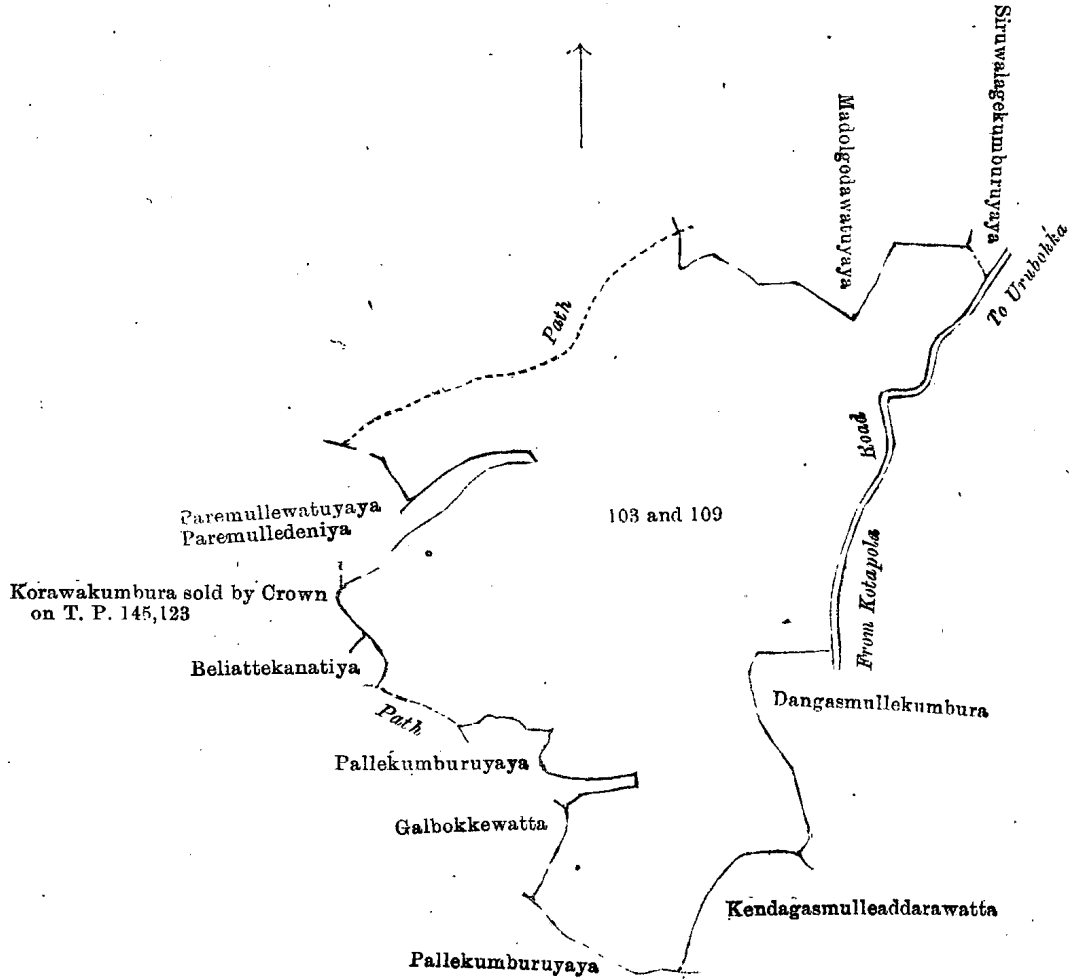 Siruwalagekumburuyaya
Madolgodawatuyaya
To Urubokka
Path
Road
Paremullewatuyaya
Paremulledeniya
103 and 109
From Kotapola
Korawakumbura sold by Crown
on T. P. 145,123
Beliattekanatiya
Dangasmullekumbura
Path
Pallekumburuyaya
Galbokkewatta
Kendagasmulleaddarawatta
Pallekumburuyaya